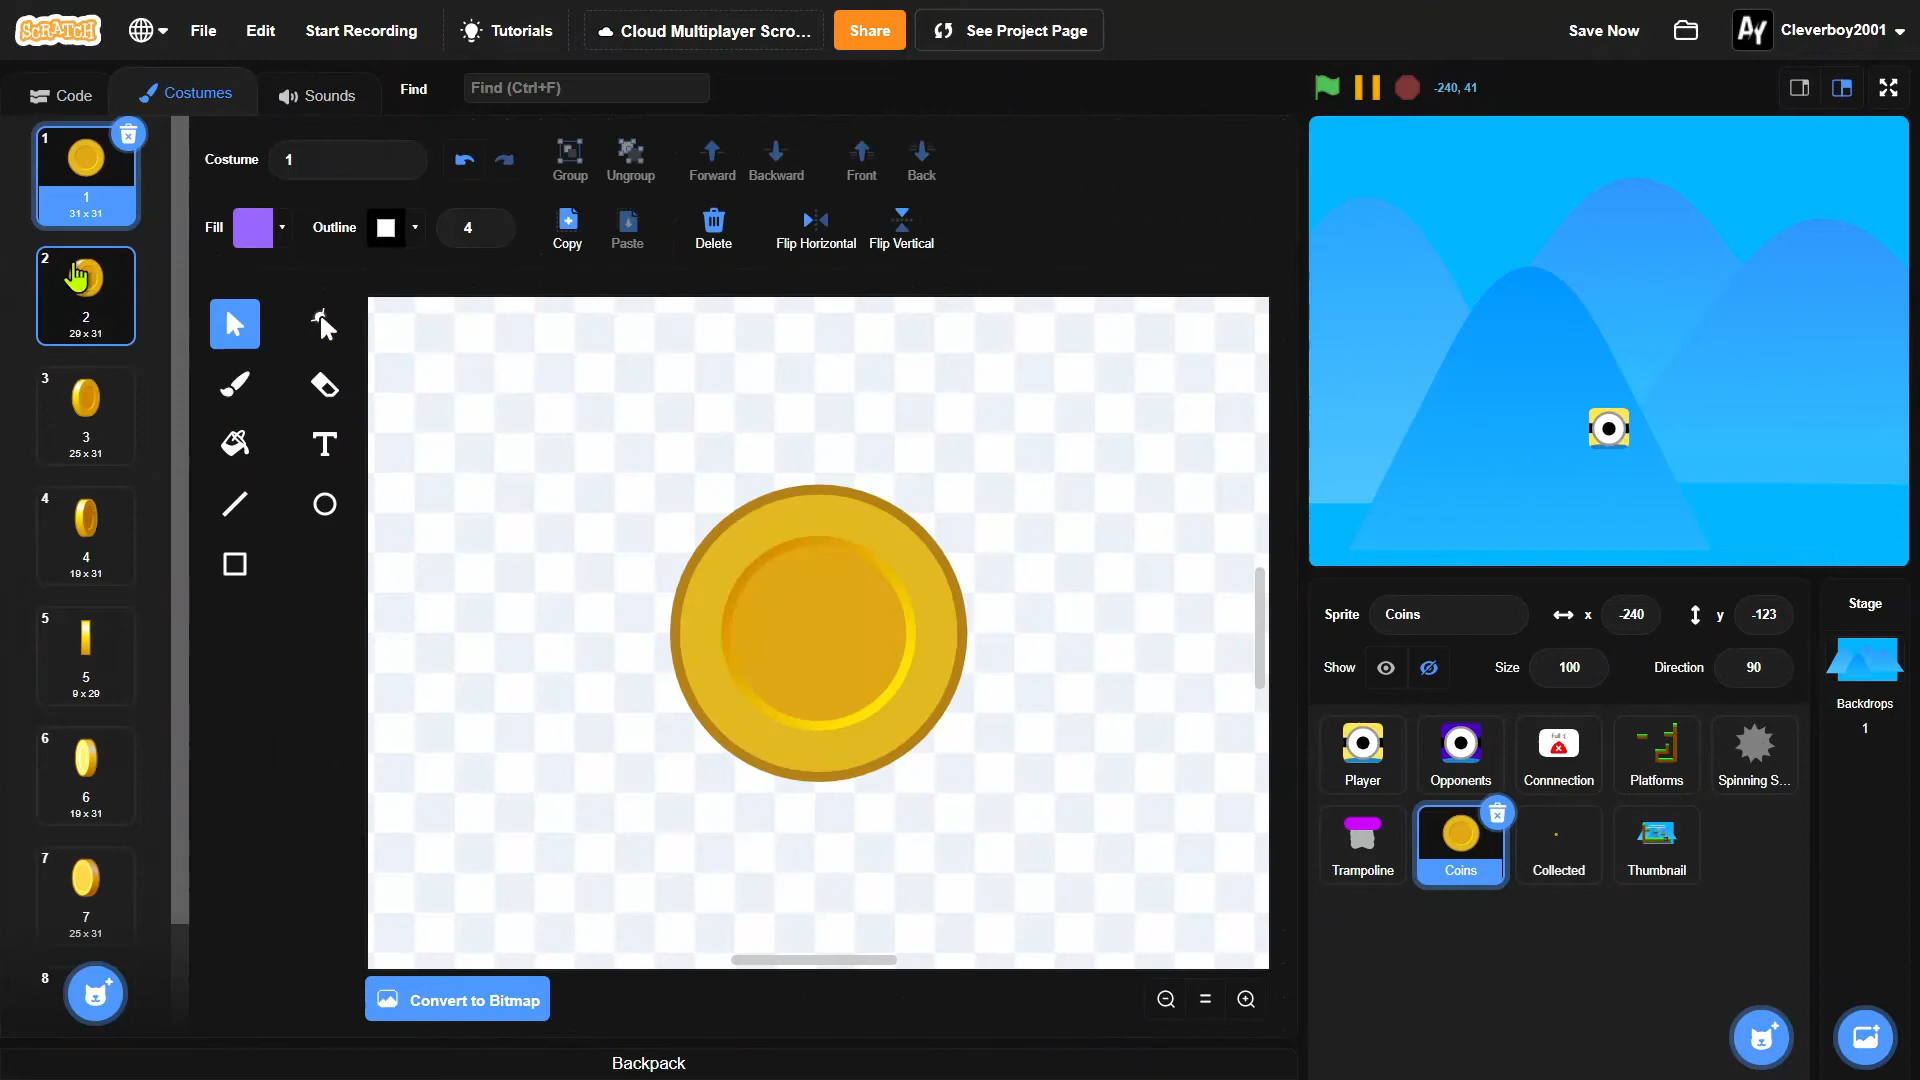 SCRATCH
File
Edit
Start Recording
Tutorials
Cloud Multiplayer Scro...
Share
See Project Page
Save Now
Ay
Cleverboy2001
Code
Costumes
Sounds
Find
Find (Ctrl+F)
-240, 41
1
1
31 x 31
2
2
29 x 31
3
3
25 x 31
4
4
19 x 31
5
5
9 x 29
6
6
19 x 31
7
7
25 x 31
8
Costume
1
Group
Ungroup
Forward
Backward
Front
Back
Fill
Outline
4
Copy
Paste
Delete
Flip Horizontal
Flip Vertical
T
Convert to Bitmap
Backpack
Sprite
Coins
x
-240
y
-123
Show
Size
100
Direction
90
Stage
Backdrops
1
Player
Opponents
Full :(
Connnection
Platforms
Spinning S...
Trampoline
Coins
Collected
Thumbnail